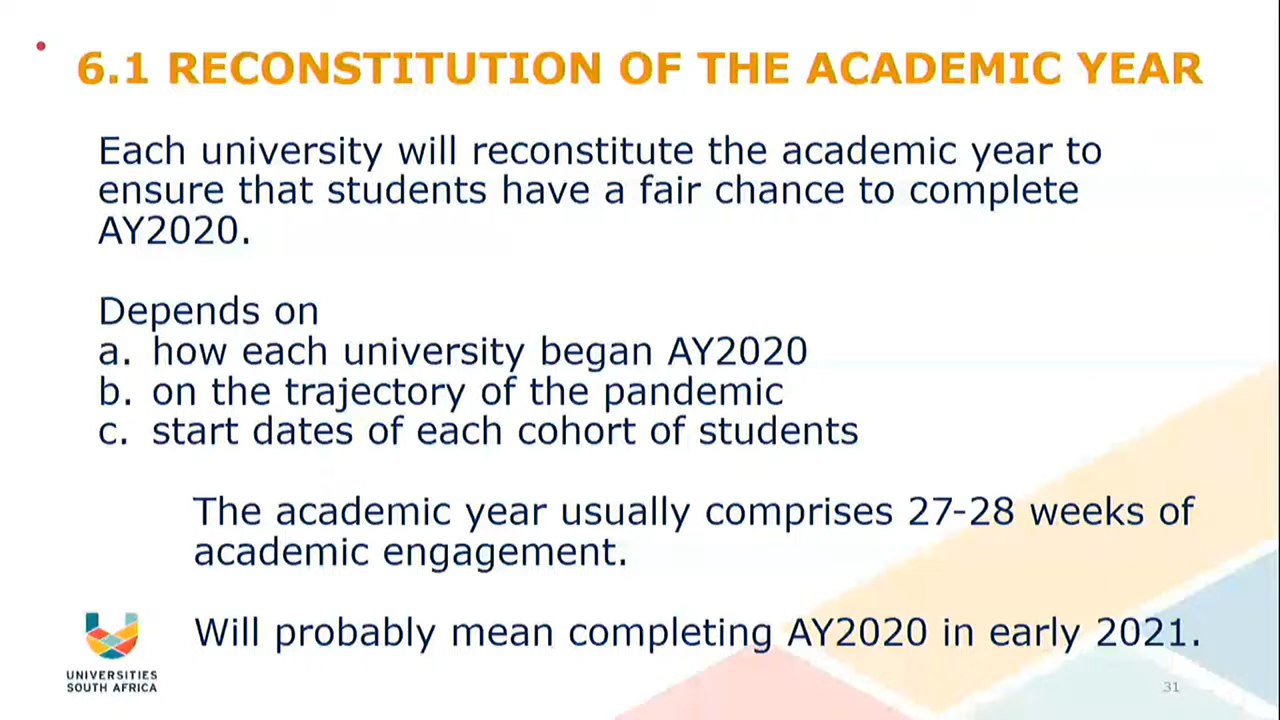 6.1 RECONSTITUTION OF THE ACADEMIC YEAR
Each university will reconstitute the academic year to
ensure that students have a fair chance to complete
AY2020.
Depends on
a. how each university began AY2020
b. on the trajectory of the pandemic
c. start dates of each cohort of students
The academic year usually comprises 27-28 weeks of
academic engagement.
Will probably mean completing AY2020 in early 2021.
UNIVERSITIES
SOUTH AFRICA
31